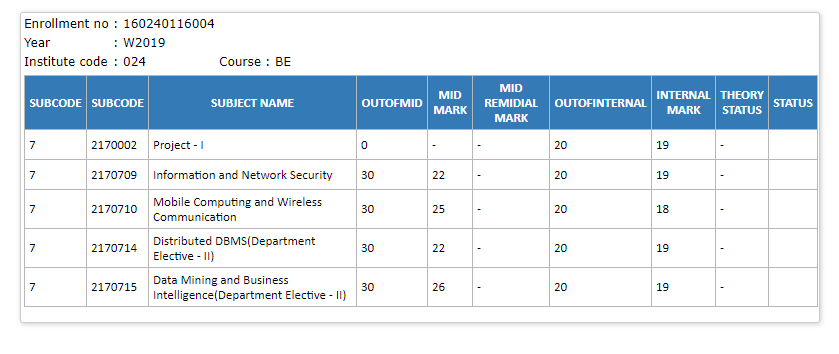 Enrollment no : 160240116004
Year : W2019
Institute code : 024 Course : BE
SUBCODE SUBCODE SUBJECT NAME OUTOFMID MID MARK MID REMIDIAL MARK OUTOFINTERNAL INTERNAL MARK THEORY STATUS STATUS
7 2170002 Project - I 0 - - 20 19 -
7 2170709 Information and Network Security 30 22 - 20 19 -
7 2170710 Mobile Computing and Wireless Communication 30 25 - 20 18 -
7 2170714 Distributed DBMS(Department Elective - II) 30 22 - 20 19 -
7 2170715 Data Mining and Business Intelligence(Department Elective - II) 30 26 - 20 19 -